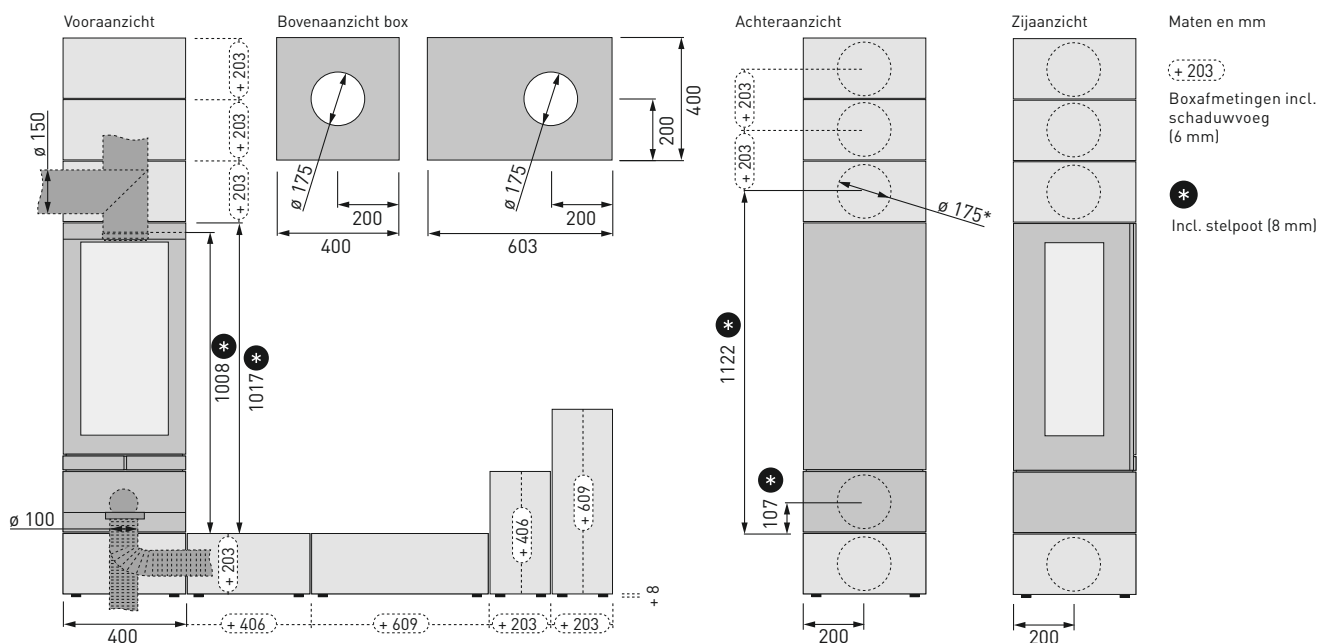 Vooraanzicht
Bovenaanzicht box
Achteraanzicht
Zijaanzicht
Maten en mm
+ 203
Boxafmetingen incl.
schaduwvoeg
(6 mm)
*
Incl. stelpoot (8 mm)
+ 203
+ 203
+ 203
ø 150
1008 *
1017 *
ø 100
+ 203
+ 406
+ 609
+ 8
400
+ 406
+ 609
+ 203
+ 203
ø 175
200
400
ø 175
200
603
200
400
+ 203
+ 203
ø 175*
1122 *
107 *
200
200